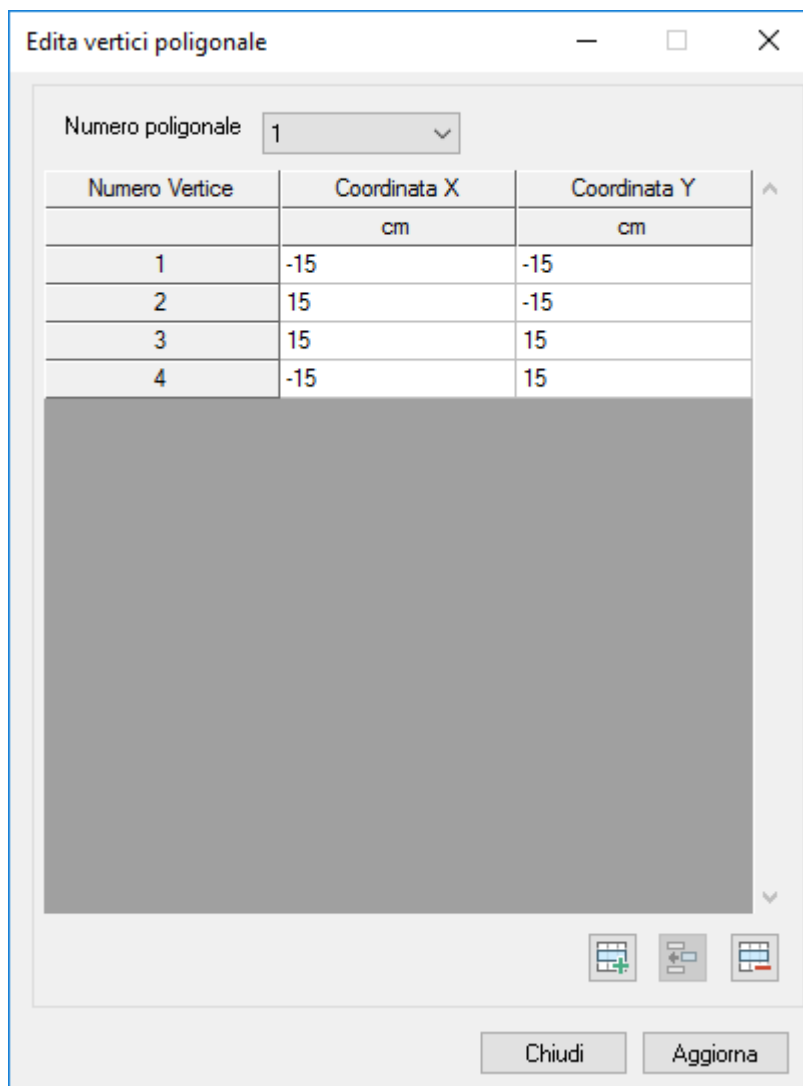 Edita vertici poligonale
Numero poligonale 1
Numero Vertice Coordinata X Coordinata Y
cm cm
1 -15 -15
2 15 -15
3 15 15
4 -15 15
Chiudi Aggiorna